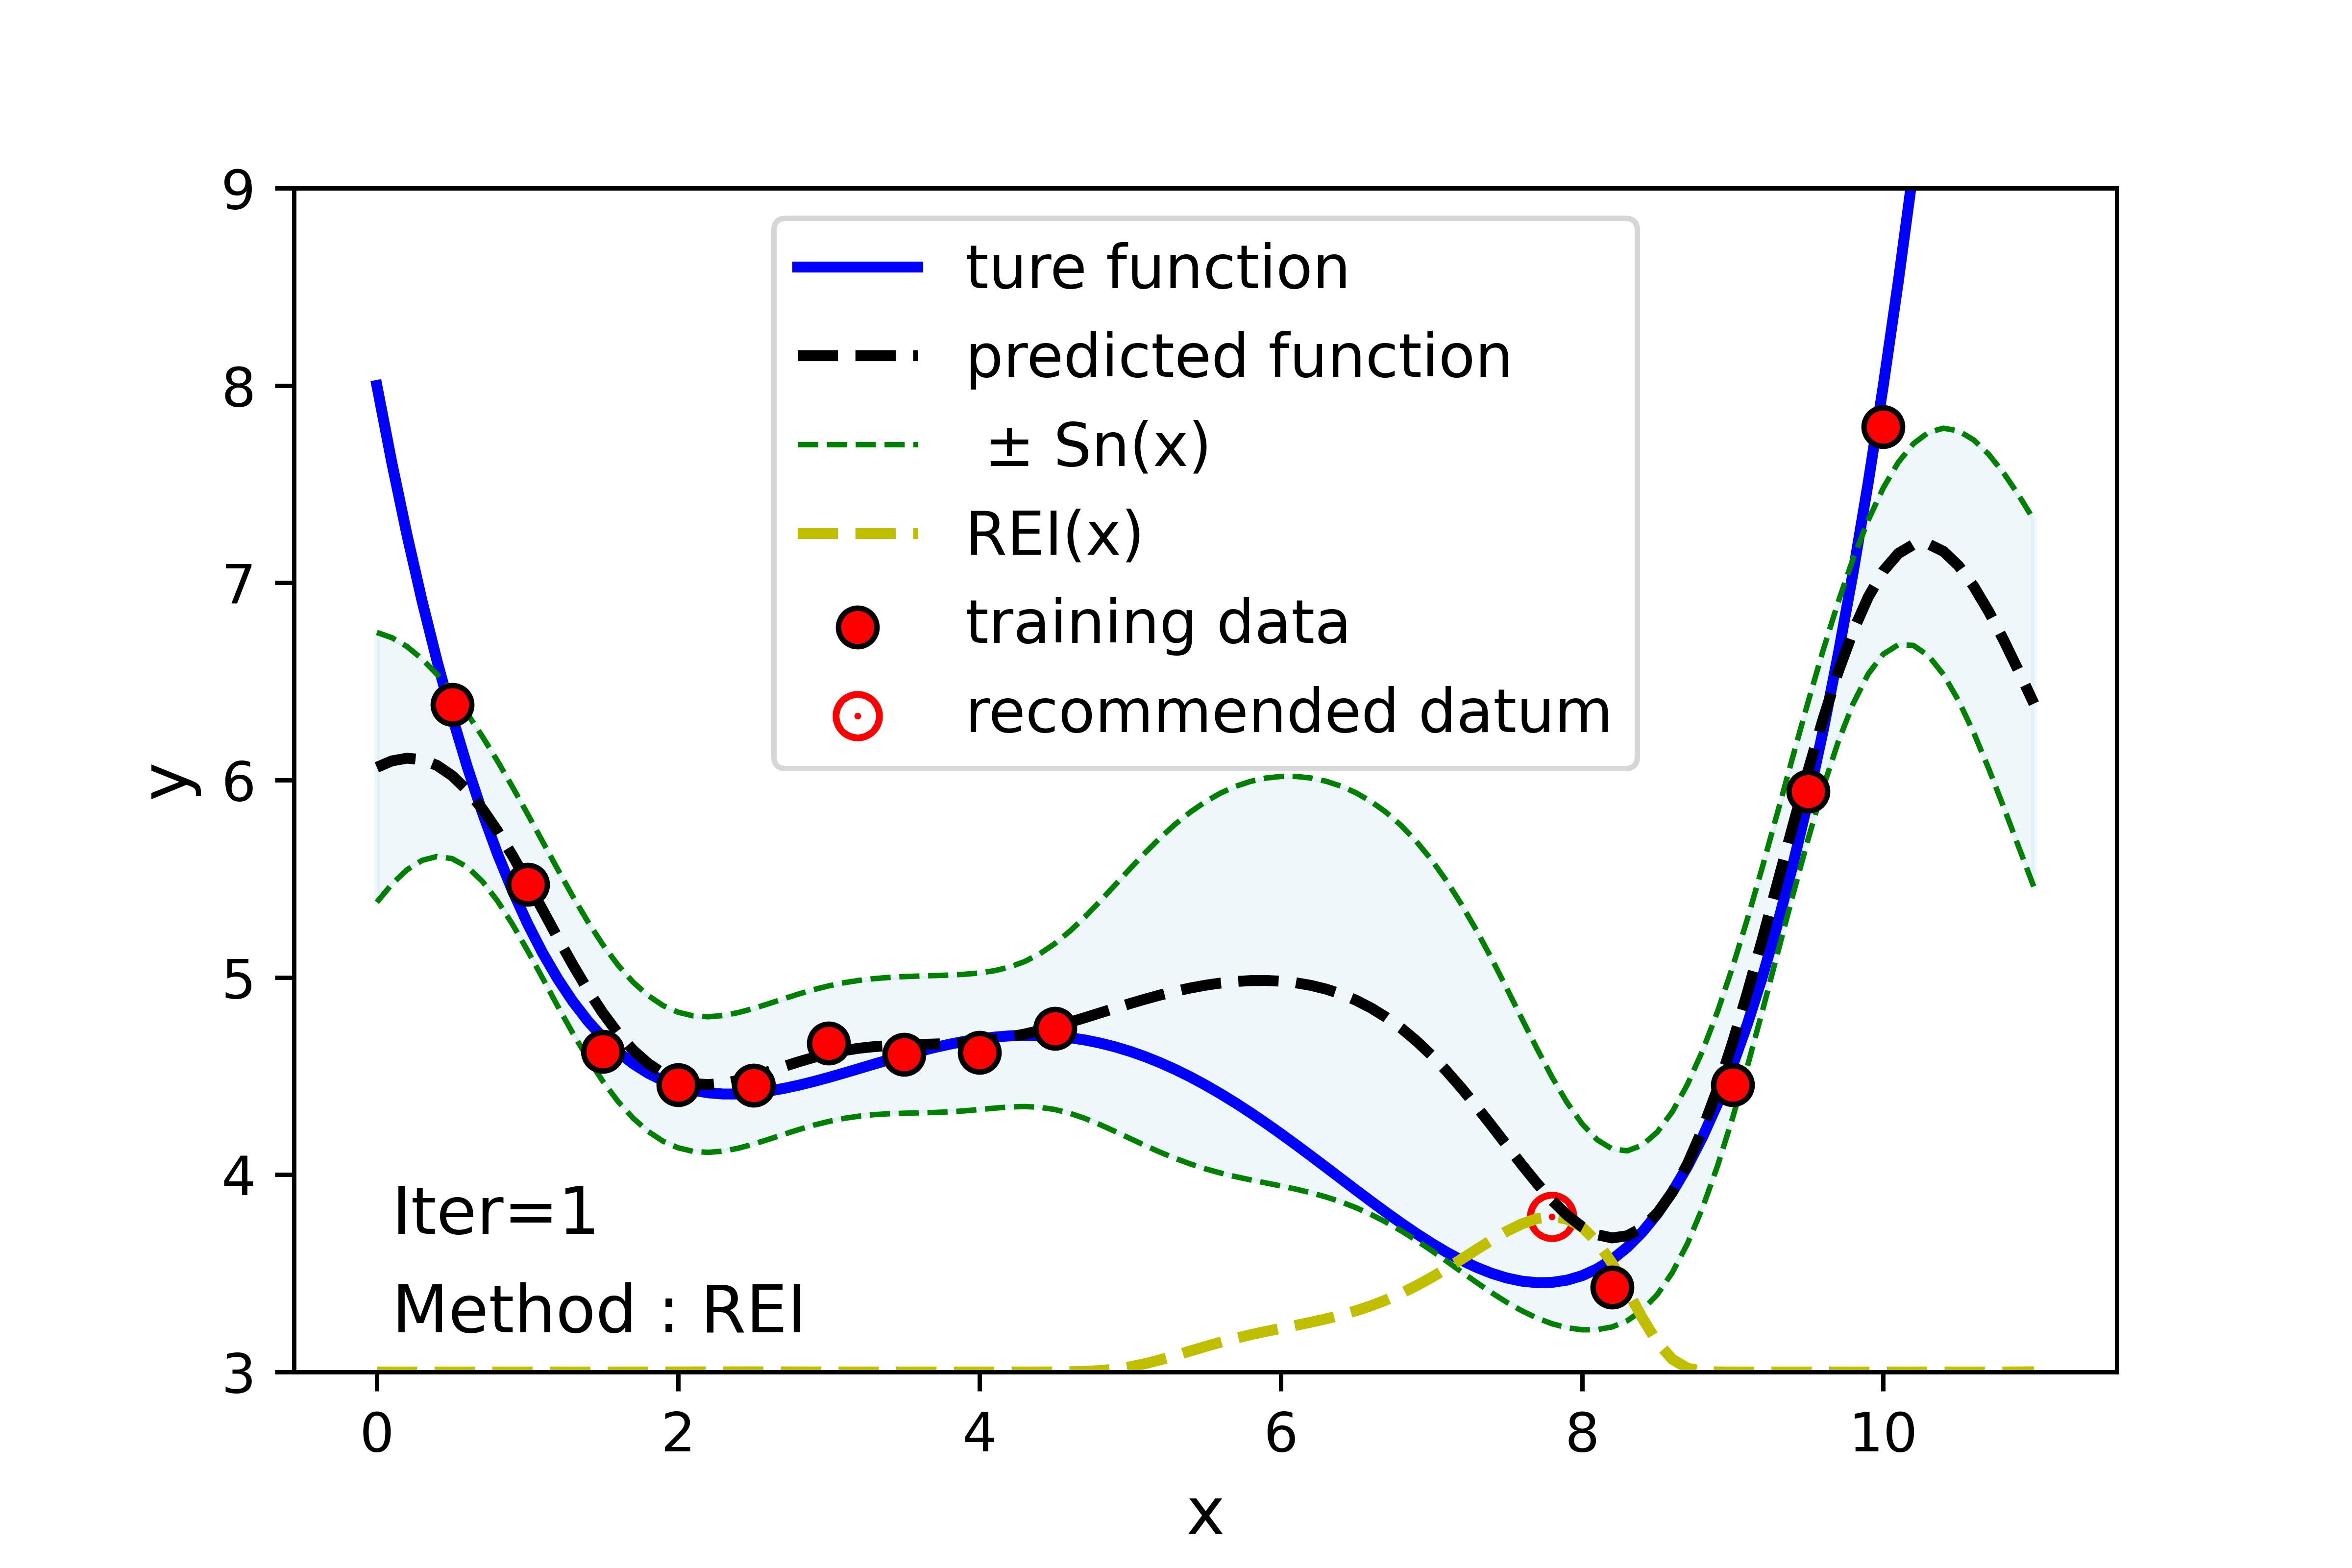 9
8
7
6
5
4
3
y
ture function
predicted function
± Sn(x)
REI(x)
training data
recommended datum
Iter=1
Method : REI
0 2 4 6 8 10
x